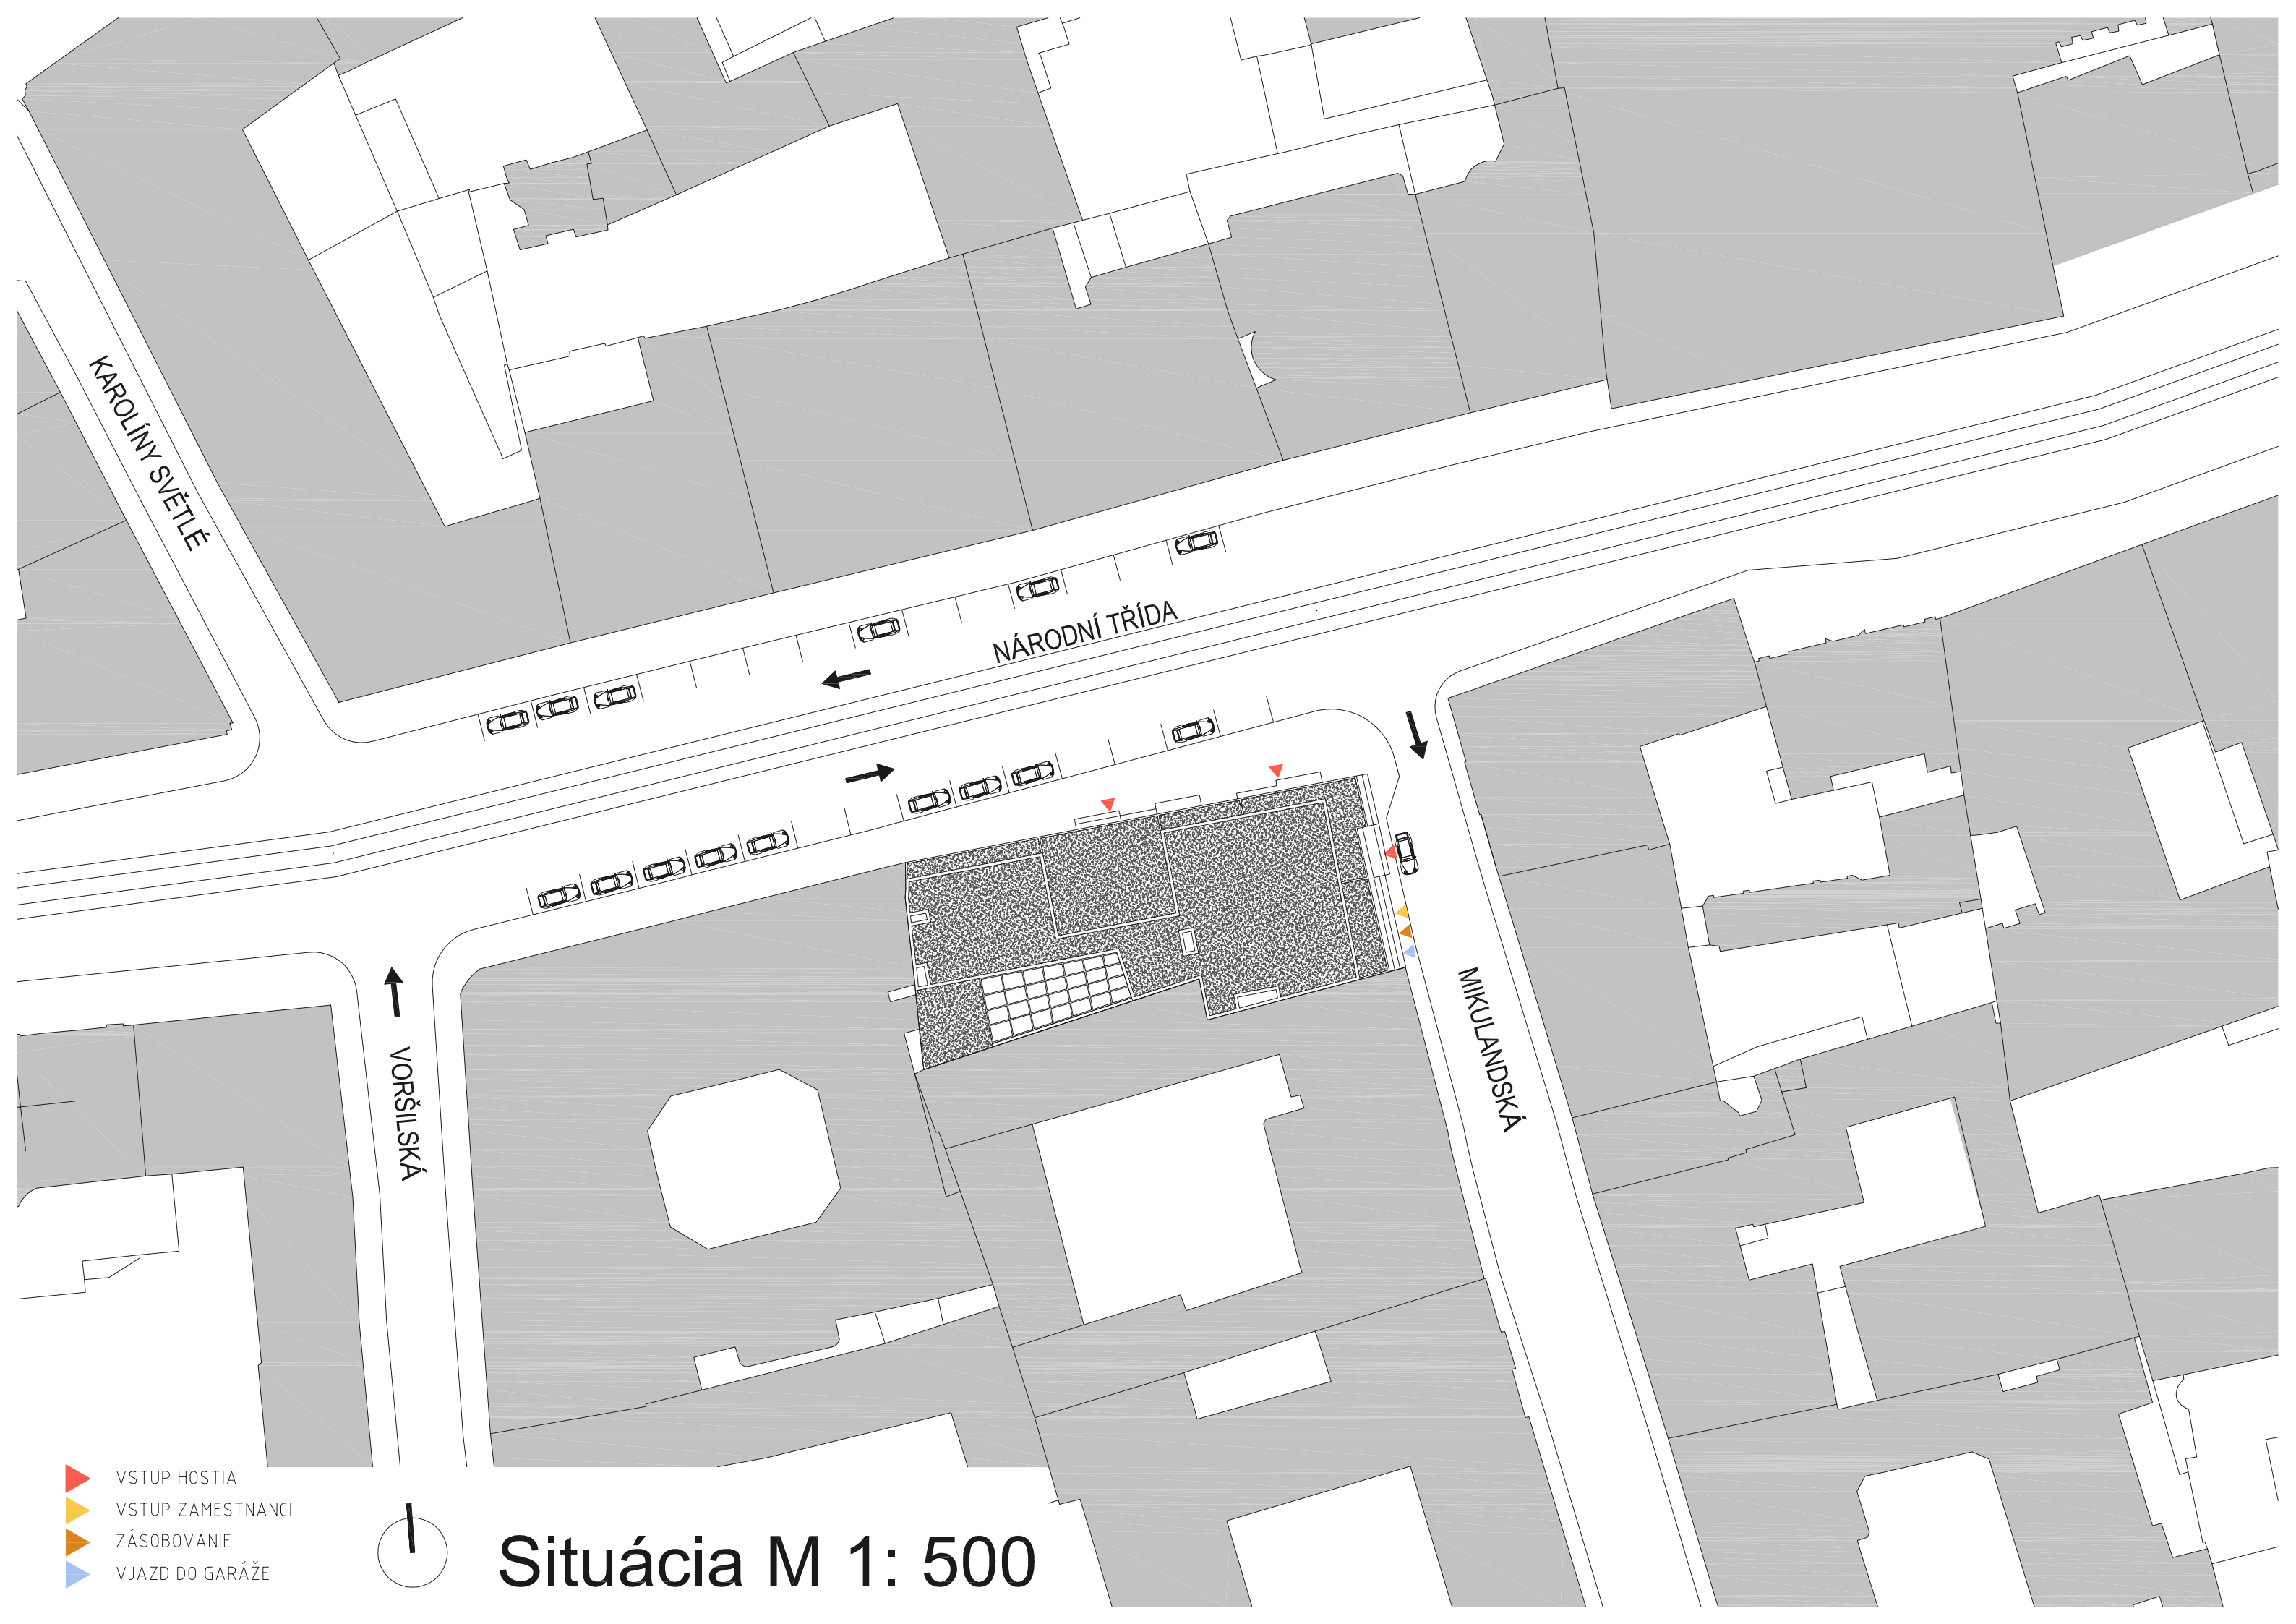 KAROLÍNY SVĚTLÉ
NÁRODNÍ TŘÍDA
MIKULANDSKÁ
VORŠILSKÁ
VSTUP HOSTIA
VSTUP ZAMESTNANCI
ZÁSOBOVANIE
VJAZD DO GARÁŽE
Situácia M 1: 500